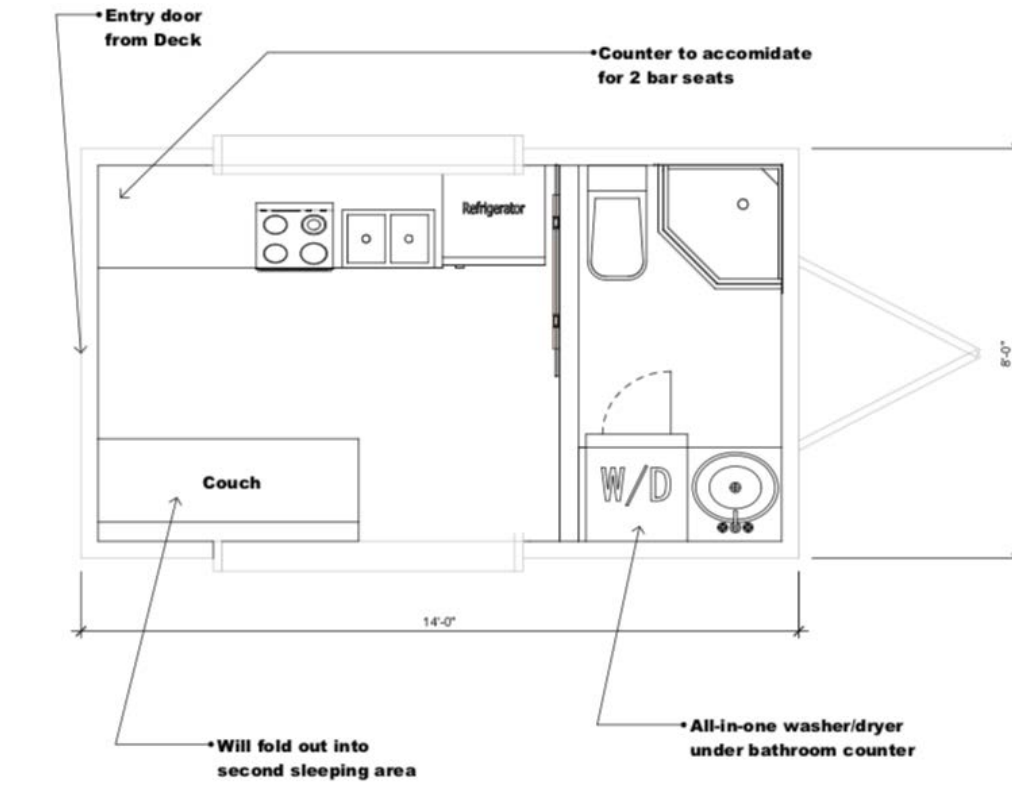 Entry door
from Deck
Counter to accomidate
for 2 bar seats
Refrigerator
8'-0"
Couch
W/D
14'-0"
All-in-one washer/dryer
under bathroom counter
Will fold out into
second sleeping area